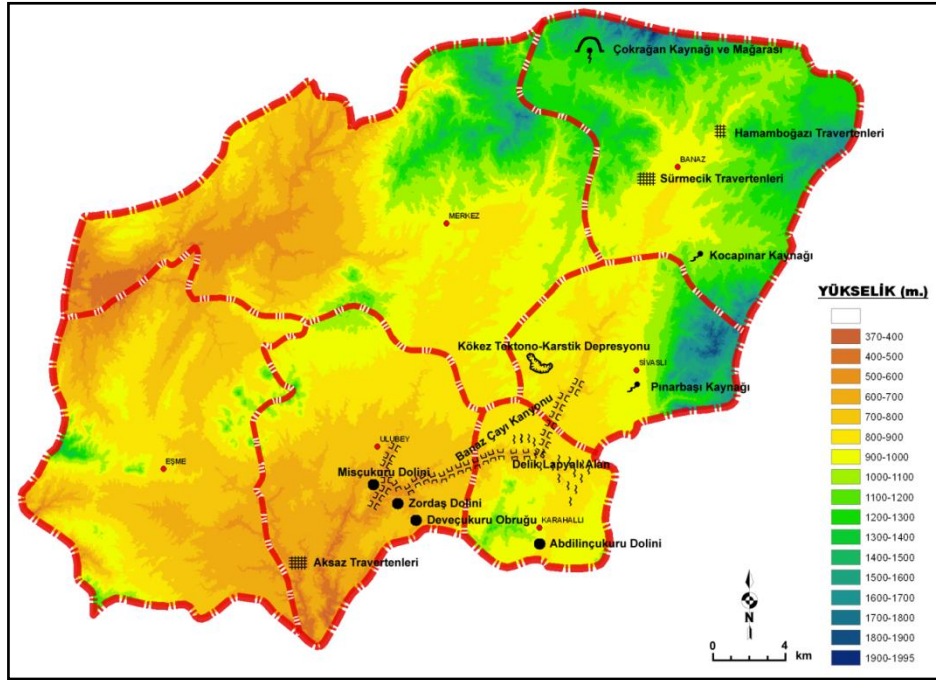 Çokrağan Kaynağı ve Mağarası
Hamamboğazı Travertenleri
BANAZ
Sürmecik Travertenleri
MERKEZ
Kocapınar Kaynağı
Kökez Tektono-Karstik Depresyonu
SİVASLI
Pınarbaşı Kaynağı
Banaz Çayı Kanyonu
ULUBEY
EŞME
Delik Lapyalı Alan
Misçukuru Dolini
Zordaş Dolini
Deveçukuru Obruğu
KARAHALLI
Abdilinçukuru Dolini
Aksaz Travertenleri
YÜKSELİK (m.)
370-400
400-500
500-600
600-700
700-800
800-900
900-1000
1000-1100
1100-1200
1200-1300
1300-1400
1400-1500
1500-1600
1600-1700
1700-1800
1800-1900
1900-1995
N
0 4
km